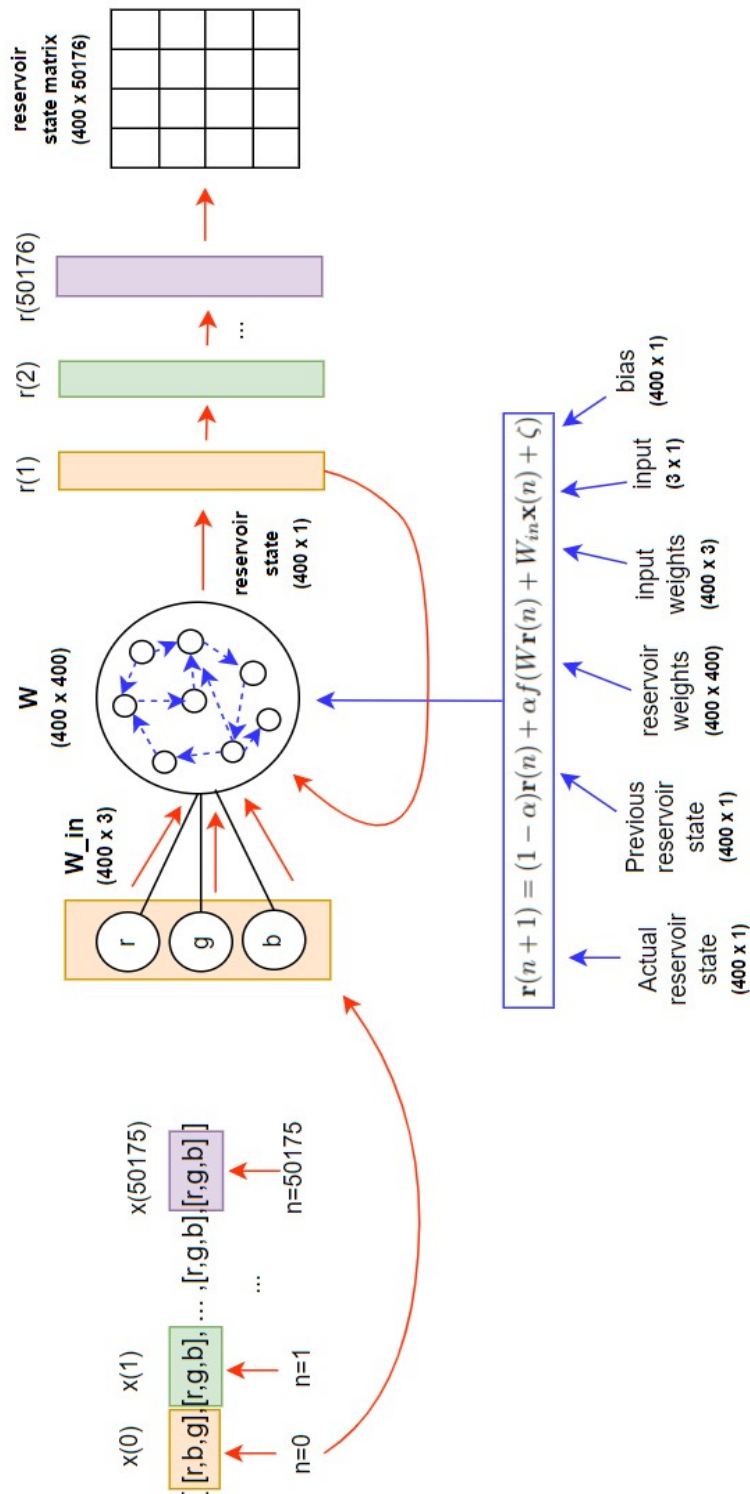 x(0)
x(1)
x(50175)
[ [r,b,g],[r,g,b], ... ,[r,g,b],[r,g,b] ]
n=0
n=1
...
n=50175
W_in
(400 x 3)
r
g
b
W
(400 x 400)
reservoir
state
(400 x 1)
r(1)
r(2)
...
r(50176)
reservoir
state matrix
(400 x 50176)
r(n + 1) = (1 − α)r(n) + αf(Wr(n) + W_{in}x(n) + ζ)
Actual
reservoir
state
(400 x 1)
Previous
reservoir
state
(400 x 1)
reservoir
weights
(400 x 400)
input
weights
(400 x 3)
input
(3 x 1)
bias
(400 x 1)